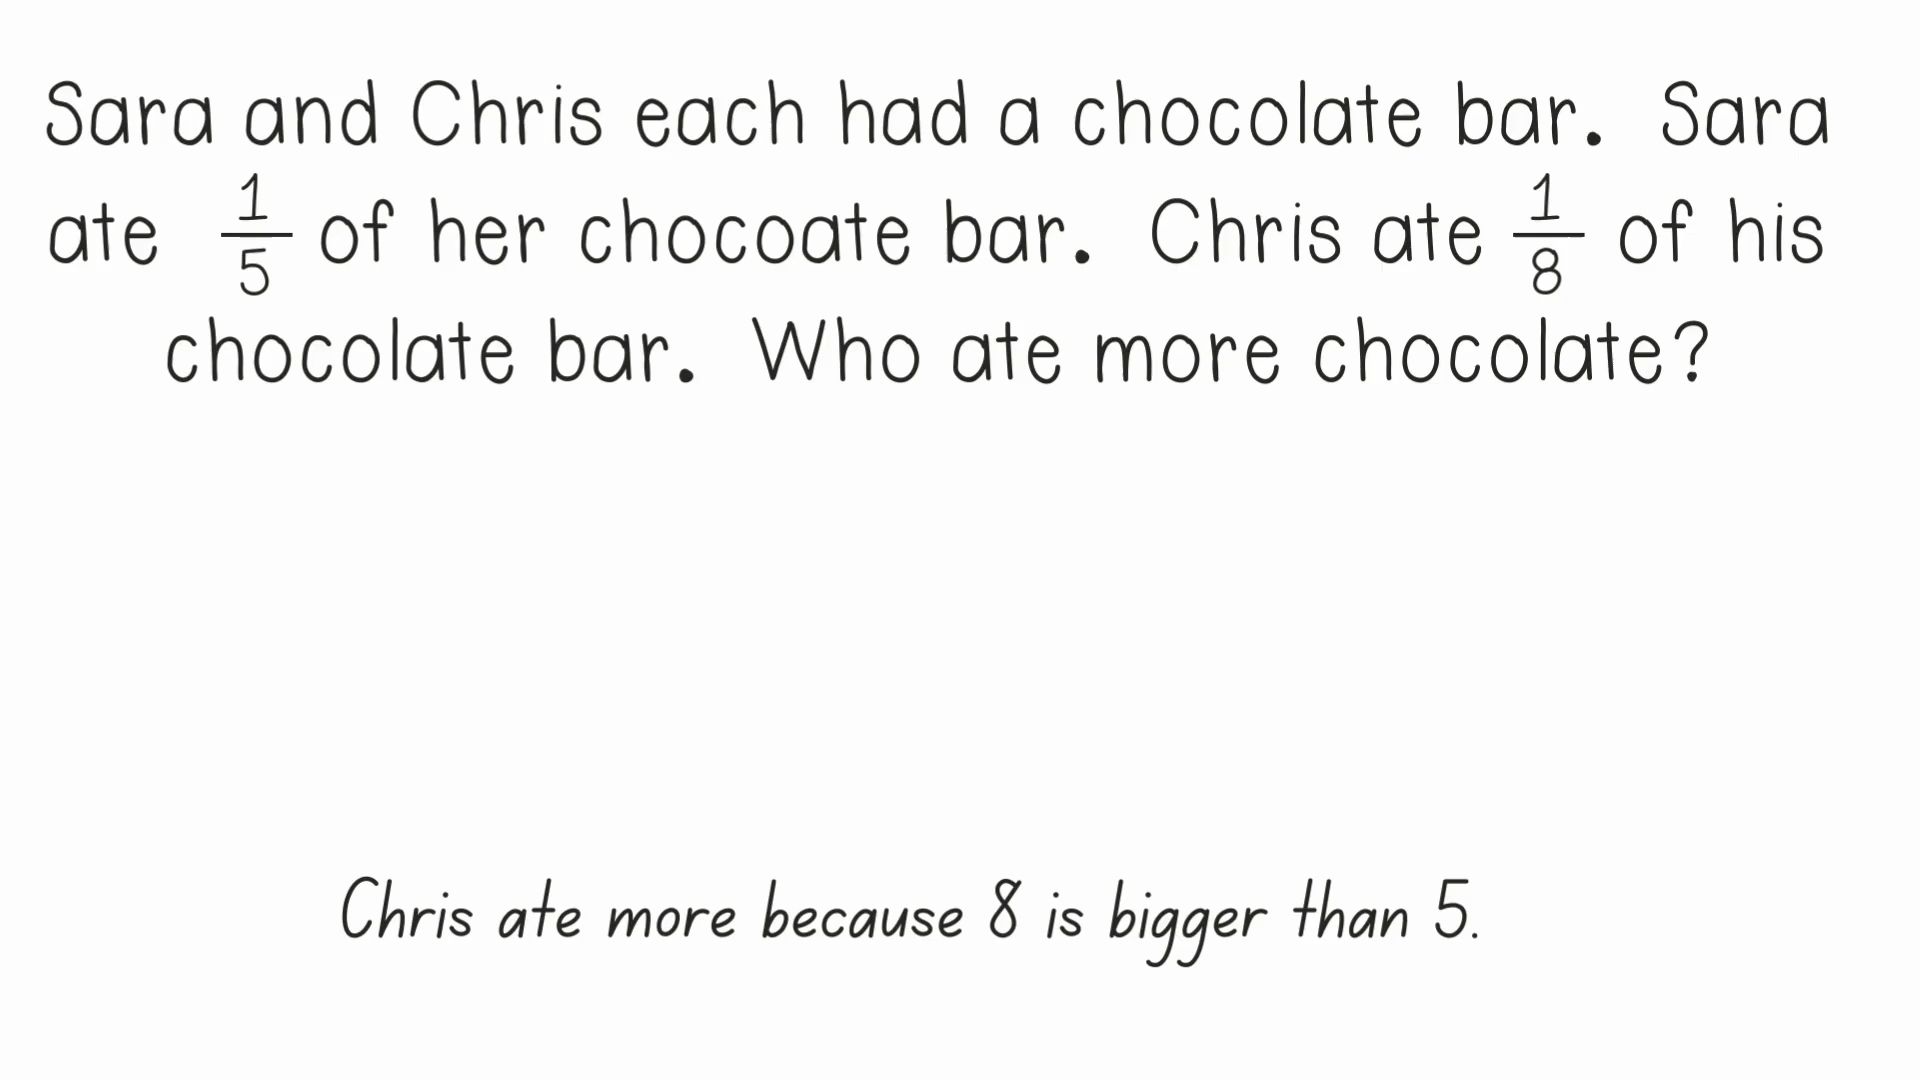 Sara and Chris each had a chocolate bar. Sara
ate 1/5 of her chocoate bar. Chris ate 1/8 of his
chocolate bar. Who ate more chocolate?
Chris ate more because 8 is bigger than 5.